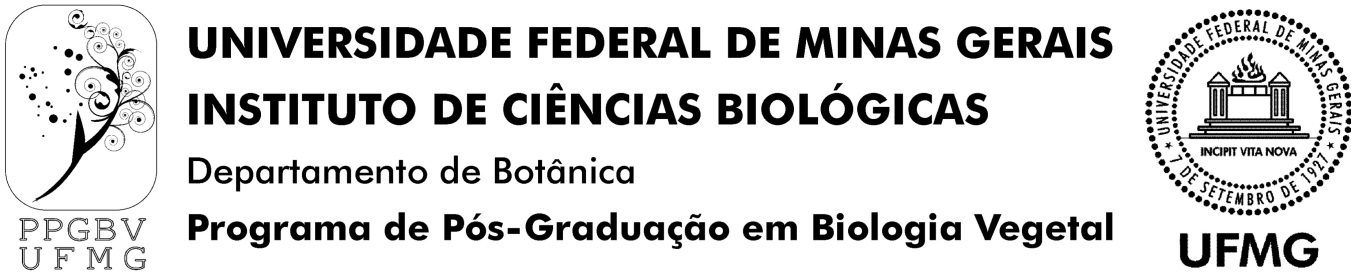 UNIVERSIDADE FEDERAL DE MINAS GERAIS
INSTITUTO DE CIÊNCIAS BIOLÓGICAS
Departamento de Botânica
Programa de Pós-Graduação em Biologia Vegetal
PPGBV
UFMG
UNIVERSIDADE FEDERAL DE MINAS GERAIS
INCIPIT VITA NOVA
★ 7 DE SETEMBRO DE 1927 ★
UFMG